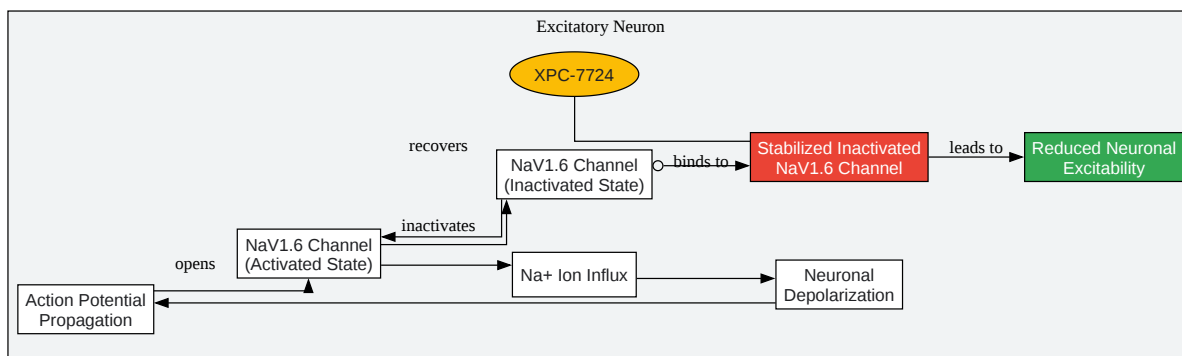 Excitatory Neuron
XPC-7724
recovers
NaV1.6 Channel
(Inactivated State)
binds to
Stabilized Inactivated
NaV1.6 Channel
leads to
Reduced Neuronal
Excitability
inactivates
NaV1.6 Channel
(Activated State)
opens
Na+ Ion Influx
Neuronal
Depolarization
Action Potential
Propagation